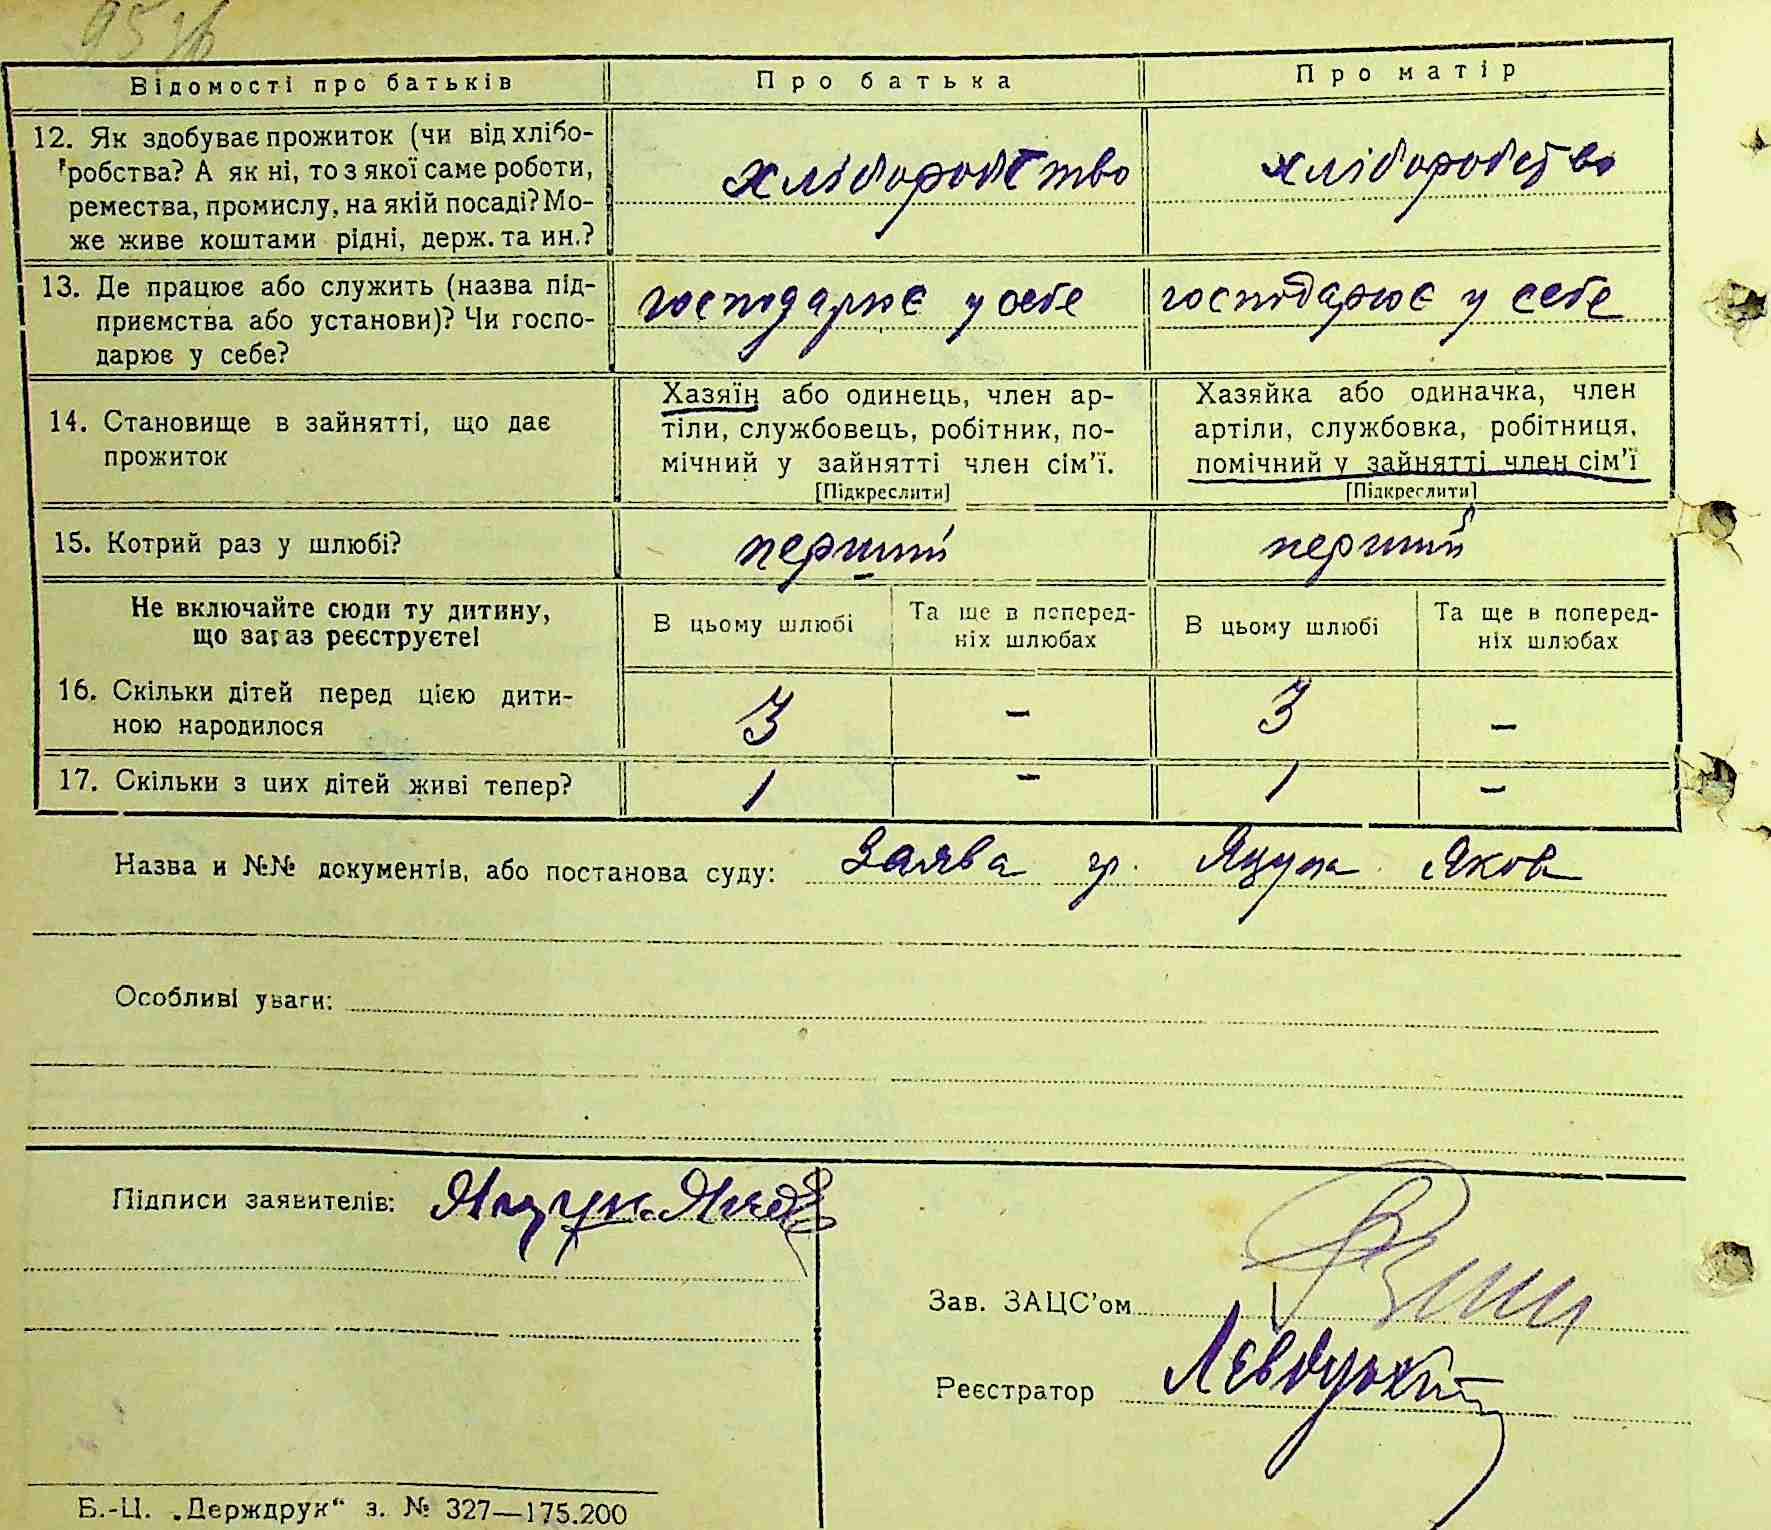 95зв
Відомості про батьків
Про батька
Про матір
12. Як здобуває прожиток (чи від хлібо-
робства? А як ні, то з якої саме роботи,
ремества, промислу, на якій посаді? Мо-
же живе коштами рідні, держ. та ин.?
хліборобство
хліборобство
13. Де працює або служить (назва під-
приємства або установи)? Чи госпо-
дарює у себе?
господарює у себе
господарює у себе
14. Становище в зайнятті, що дає
прожиток
Хазяїн або одинець, член ар-
тіли, службовець, робітник, по-
мічний у зайнятті член сім’ї.
[Підкреслити]
Хазяйка або одиначка, член
артіли, службовка, робітниця,
помічний у зайнятті член сім’ї
[Підкреслити]
15. Котрий раз у шлюбі?
перший
перший
Не включайте сюди ту дитину,
що зараз реєструєте!
В цьому шлюбі
Та ще в поперед-
ніх шлюбах
В цьому шлюбі
Та ще в поперед-
ніх шлюбах
16. Скільки дітей перед цією дити-
ною народилося
3 – 3 –
17. Скільки з цих дітей живі тепер?
1 – 1 –
Назва и №№ документів, або постанова суду: Заява гр. Яцука Якова
Особливі уваги:
Підписи заявителів: Яцук Яков
Зав. ЗАЦС’ом
Реєстратор
Б.-Ц. „Держдрук“ з. № 327—175.200